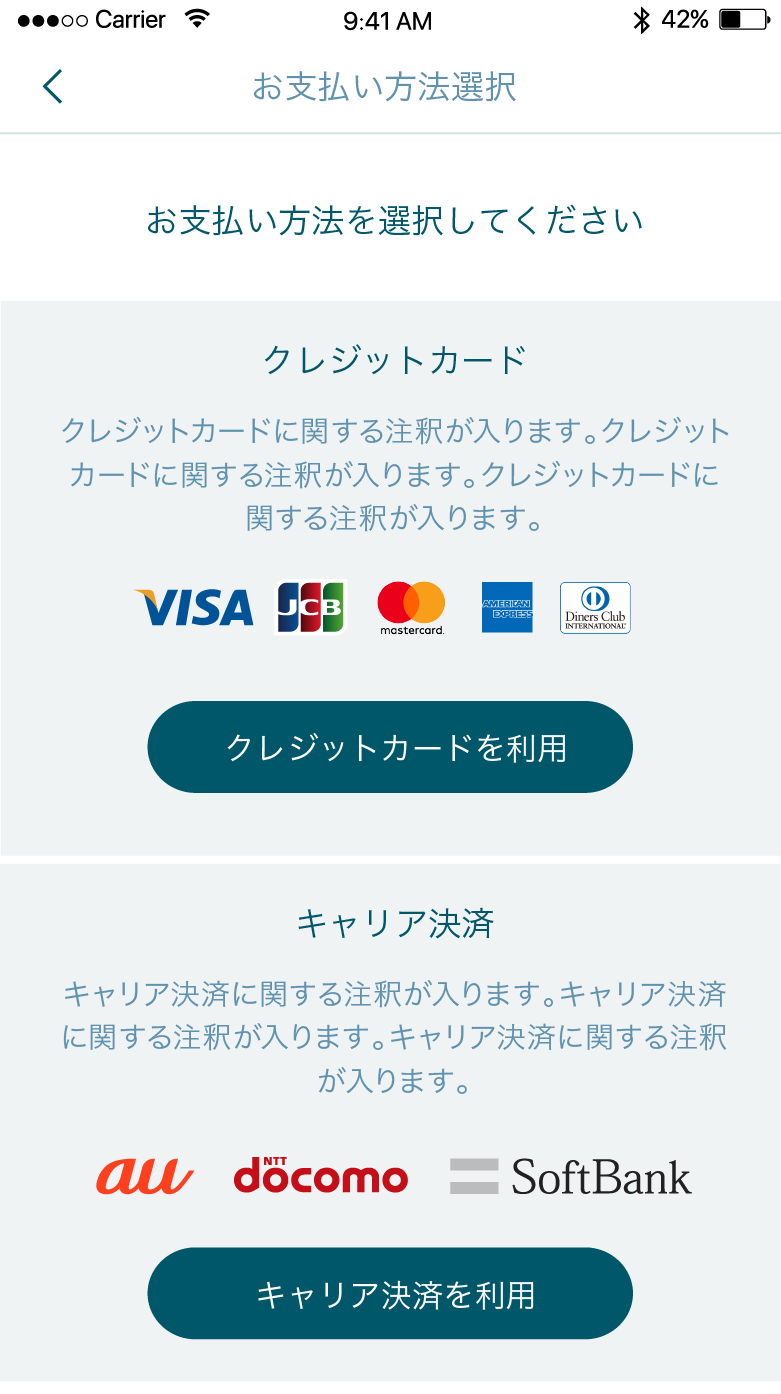 ●●●○○ Carrier 9:41 AM 42%
お支払い方法選択
お支払い方法を選択してください
クレジットカード
クレジットカードに関する注釈が入ります。クレジット
カードに関する注釈が入ります。クレジットカードに
関する注釈が入ります。
VISA JCB mastercard. AMERICAN EXPRESS Diners Club INTERNATIONAL
クレジットカードを利用
キャリア決済
キャリア決済に関する注釈が入ります。キャリア決済
に関する注釈が入ります。キャリア決済に関する注釈
が入ります。
au NTT docomo SoftBank
キャリア決済を利用